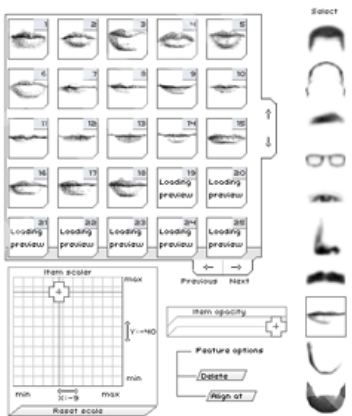 Select
1 2 3 4 5
6 7 8 9 10
11 12 13 14 15
16 17 18 19 20
Loading preview
Loading preview
21 22 23 24 25
Loading preview
Loading preview
Loading preview
Loading preview
Loading preview
Previous Next
Item scaler
max
Y:=40
min
min X:-9 max
Reset scale
Item opacity
Feature options
Delete
Align at